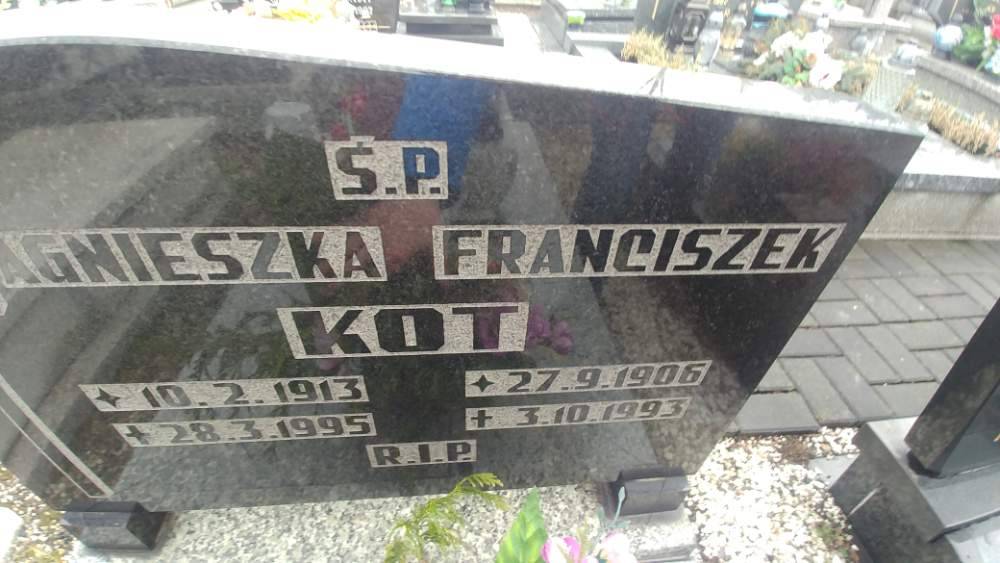 Ś.P.
AGNIESZKA FRANCISZEK
KOT
✦ 10.2.1913 ✦ 27.9.1906
✝ 28.3.1995 ✝ 3.10.1993
R.I.P.